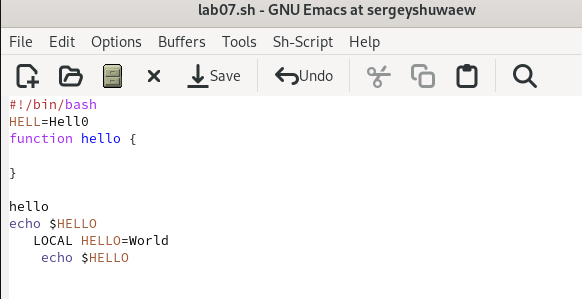 lab07.sh - GNU Emacs at sergeyshuwaew
File Edit Options Buffers Tools Sh-Script Help
Save Undo
#!/bin/bash
HELL=Hell0
function hello {
}
hello
echo $HELLO
LOCAL HELLO=World
echo $HELLO